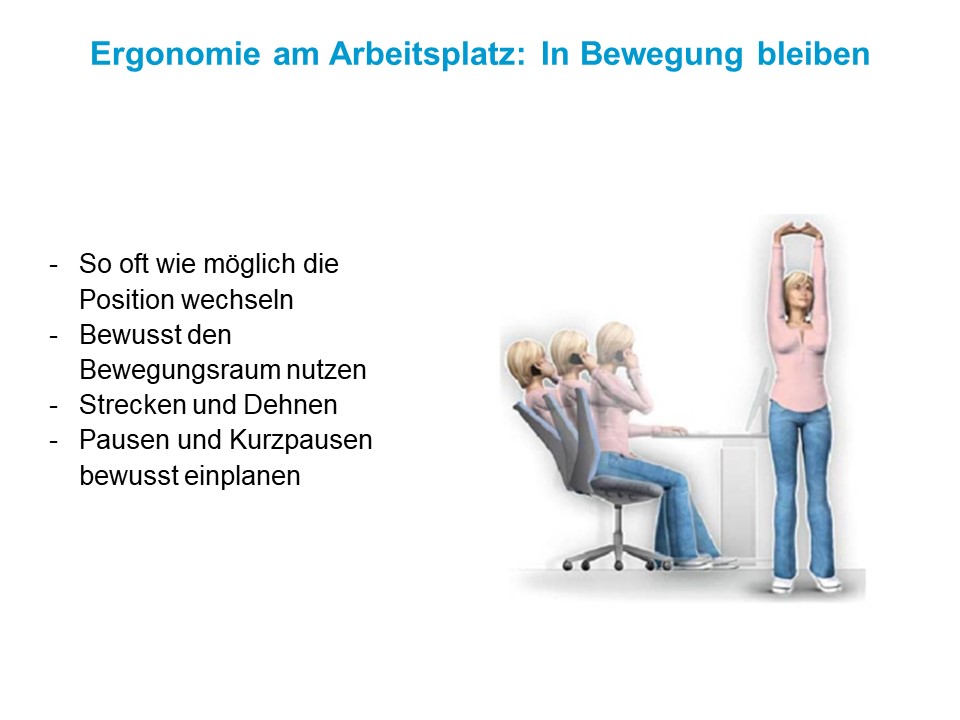 Ergonomie am Arbeitsplatz: In Bewegung bleiben
- So oft wie möglich die
Position wechseln
- Bewusst den
Bewegungsraum nutzen
- Strecken und Dehnen
- Pausen und Kurzpausen
bewusst einplanen